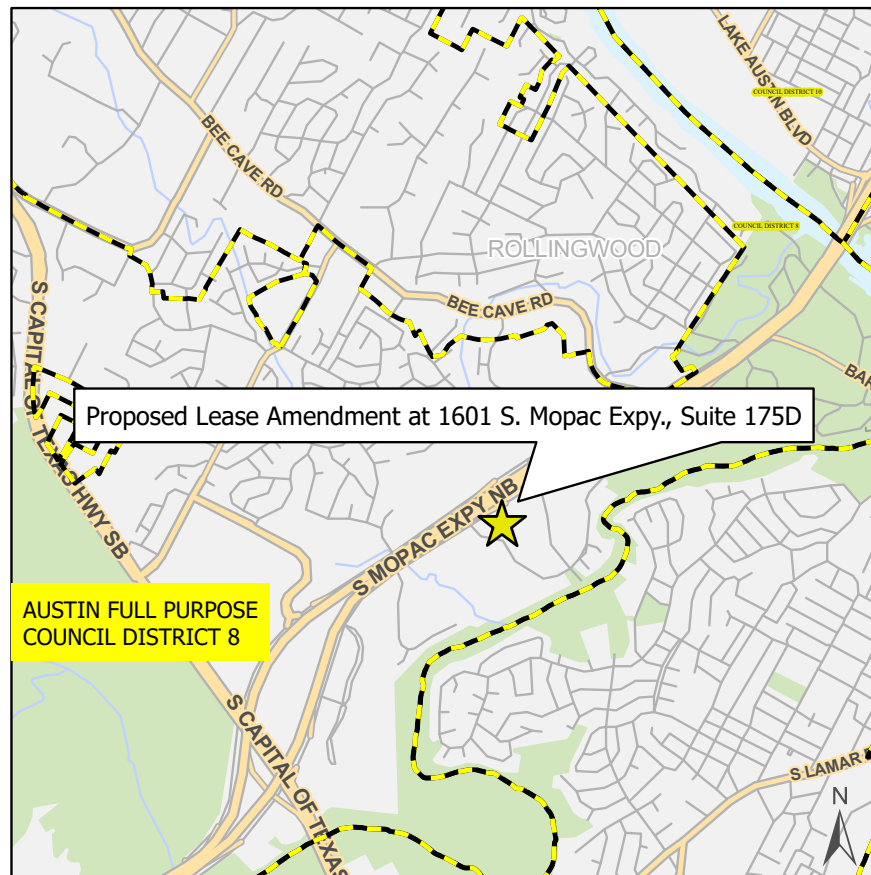 LAKE AUSTIN BLVD
COUNCIL DISTRICT 10
BEE CAVE RD
COUNCIL DISTRICT 8
ROLLINGWOOD
BEE CAVE RD
S CAPITAL OF TEXAS HWY SB
BAR
Proposed Lease Amendment at 1601 S. Mopac Expy., Suite 175D
S MOPAC EXPY NB
AUSTIN FULL PURPOSE
COUNCIL DISTRICT 8
S CAPITAL OF TEXAS
S LAMAR
N